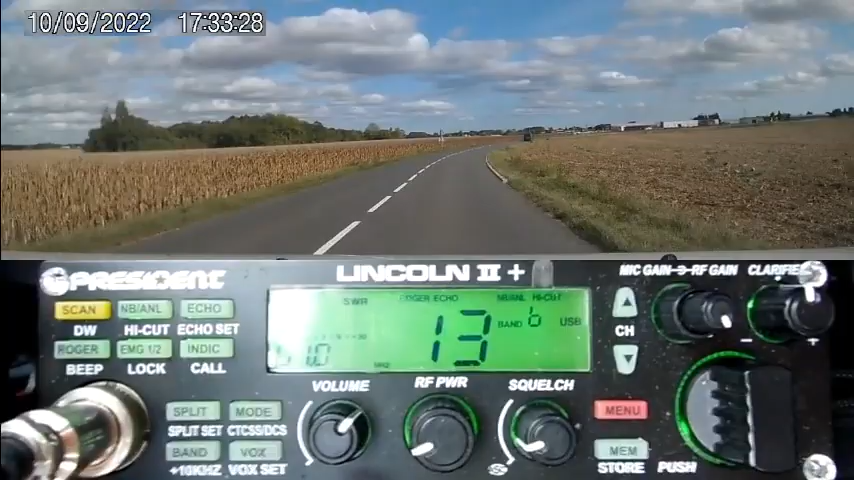 10/09/2022 17:33:28
PRESIDENT
LINCOLN II +
MIC GAIN RF GAIN CLARIFIER
SCAN NB/ANL ECHO
DW HI-CUT ECHO SET
ROGER EMG 1/2 INDIC
BEEP LOCK CALL
SWR ROGER ECHO NB/ANL HI-CUT
13 BAND b USB
CH
- +
VOLUME RF PWR SQUELCH
SPLIT MODE
SPLIT SET CTCSS/DCS
BAND VOX
+10KHZ VOX SET
MENU
MEM
STORE PUSH